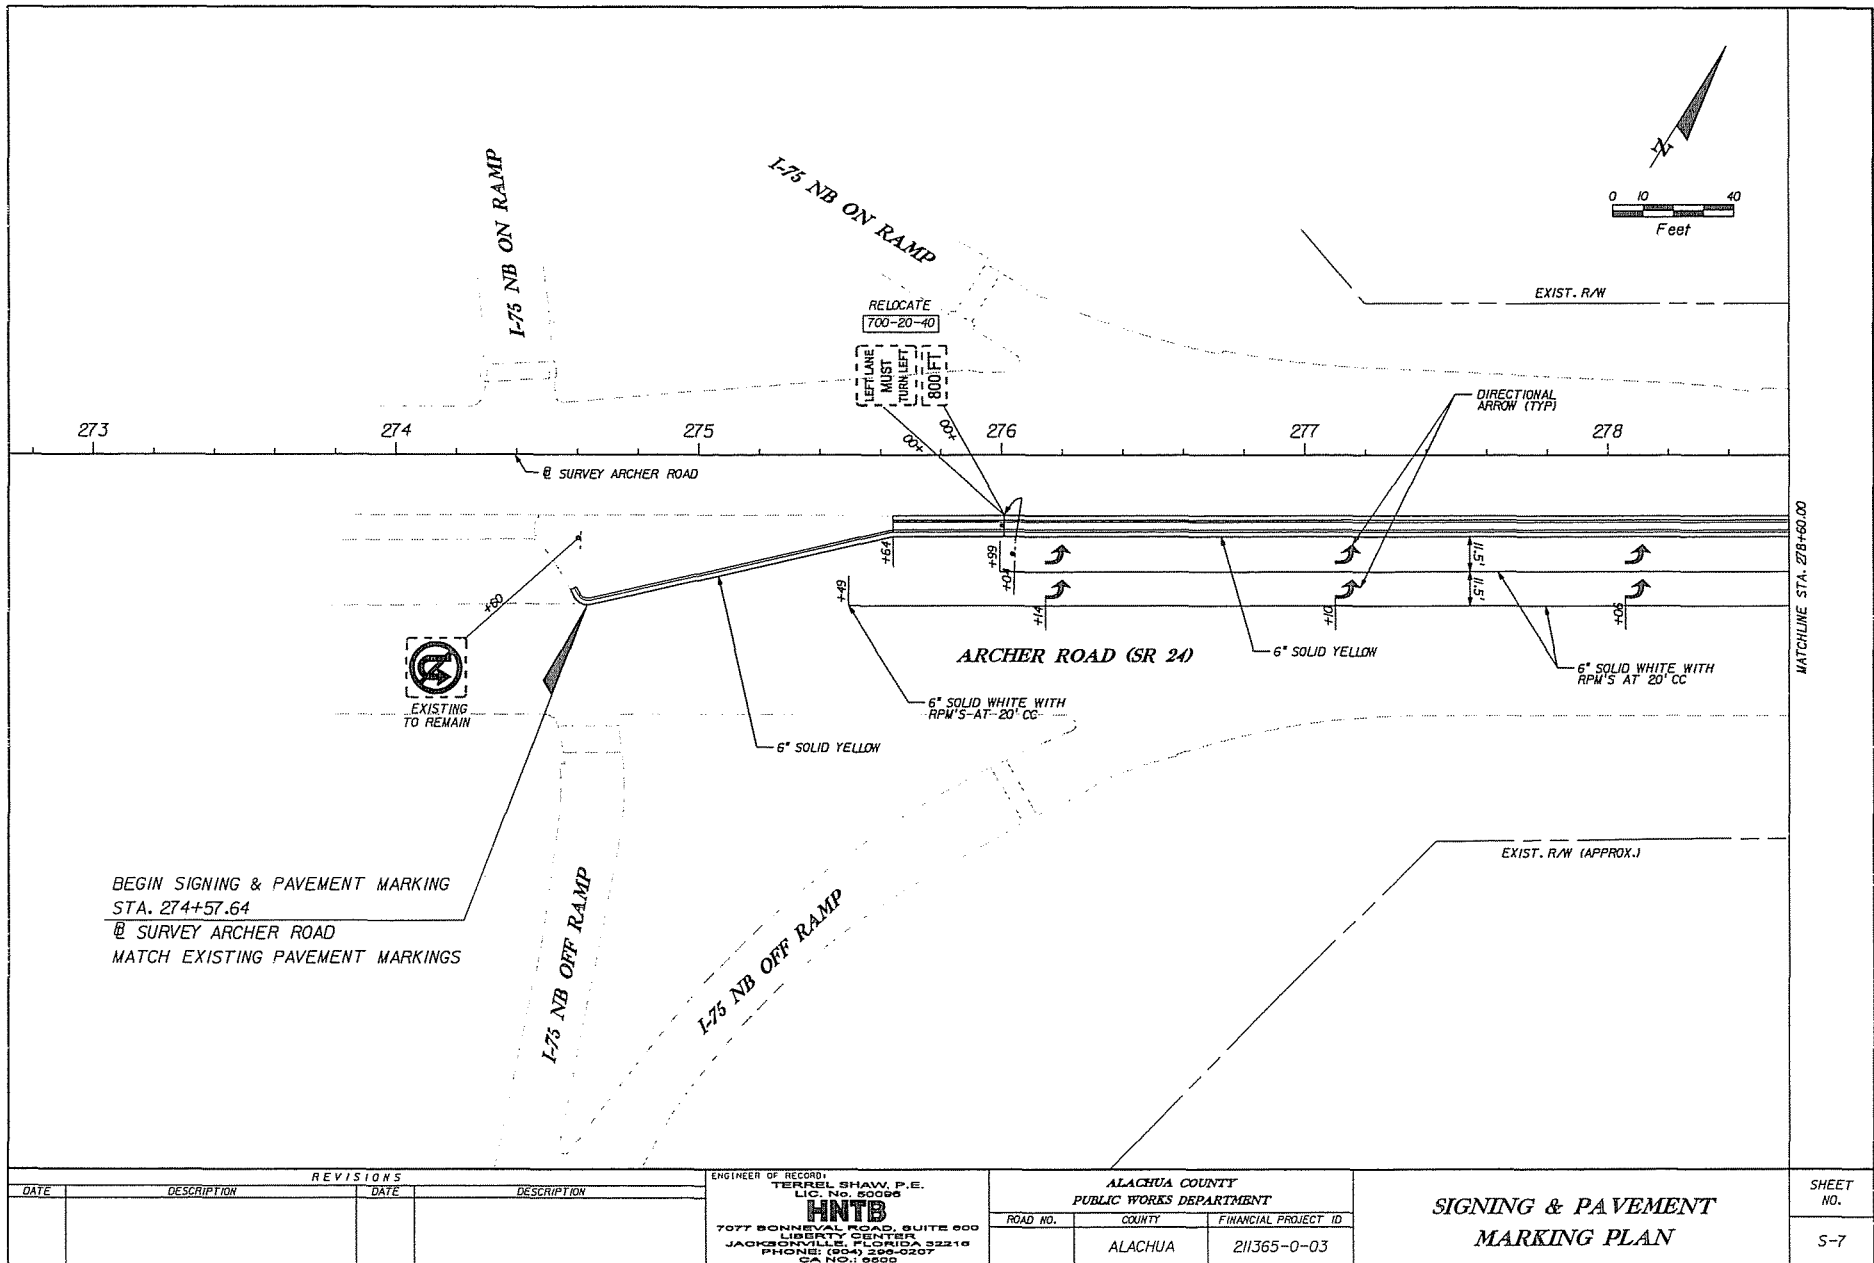 I-75 NB ON RAMP
I-75 NB ON RAMP
N
0 10 40
Feet
RELOCATE
700-20-40
LEFT LANE
MUST
TURN LEFT
800 FT
EXIST. R/W
DIRECTIONAL
ARROW (TYP)
273 274 275 276 277 278
+00
+00
℄ SURVEY ARCHER ROAD
+60
+64
+99
+04
+49
+14
+10
+06
11.5'
11.5'
MATCHLINE STA. 278+60.00
ARCHER ROAD (SR 24)
6" SOLID YELLOW
6" SOLID WHITE WITH
RPM'S AT 20' CC
EXISTING
TO REMAIN
6" SOLID WHITE WITH
RPM'S AT 20' CC
6" SOLID YELLOW
EXIST. R/W (APPROX.)
BEGIN SIGNING & PAVEMENT MARKING
STA. 274+57.64
℄ SURVEY ARCHER ROAD
MATCH EXISTING PAVEMENT MARKINGS
I-75 NB OFF RAMP
I-75 NB OFF RAMP
REVISIONS
DATE DESCRIPTION DATE DESCRIPTION
ENGINEER OF RECORD:
TERREL SHAW, P.E.
LIC. No. 50096
HNTB
7077 BONNEVAL ROAD, SUITE 600
LIBERTY CENTER
JACKSONVILLE, FLORIDA 32216
PHONE: (904) 296-0207
CA NO.: 6500
ALACHUA COUNTY
PUBLIC WORKS DEPARTMENT
ROAD NO. COUNTY FINANCIAL PROJECT ID
ALACHUA 211365-0-03
SIGNING & PAVEMENT
MARKING PLAN
SHEET
NO.
S-7